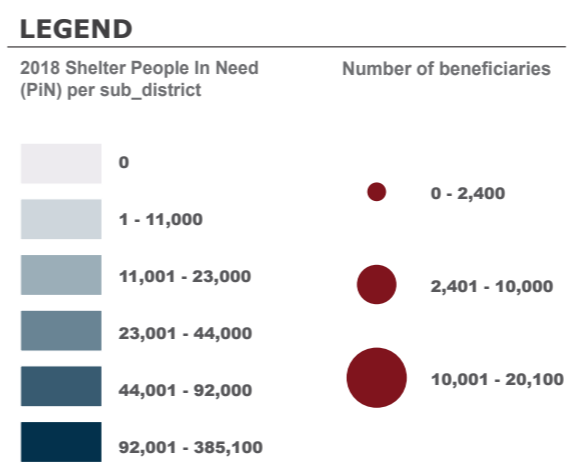 LEGEND
2018 Shelter People In Need
(PiN) per sub_district
0
1 - 11,000
11,001 - 23,000
23,001 - 44,000
44,001 - 92,000
92,001 - 385,100
Number of beneficiaries
0 - 2,400
2,401 - 10,000
10,001 - 20,100